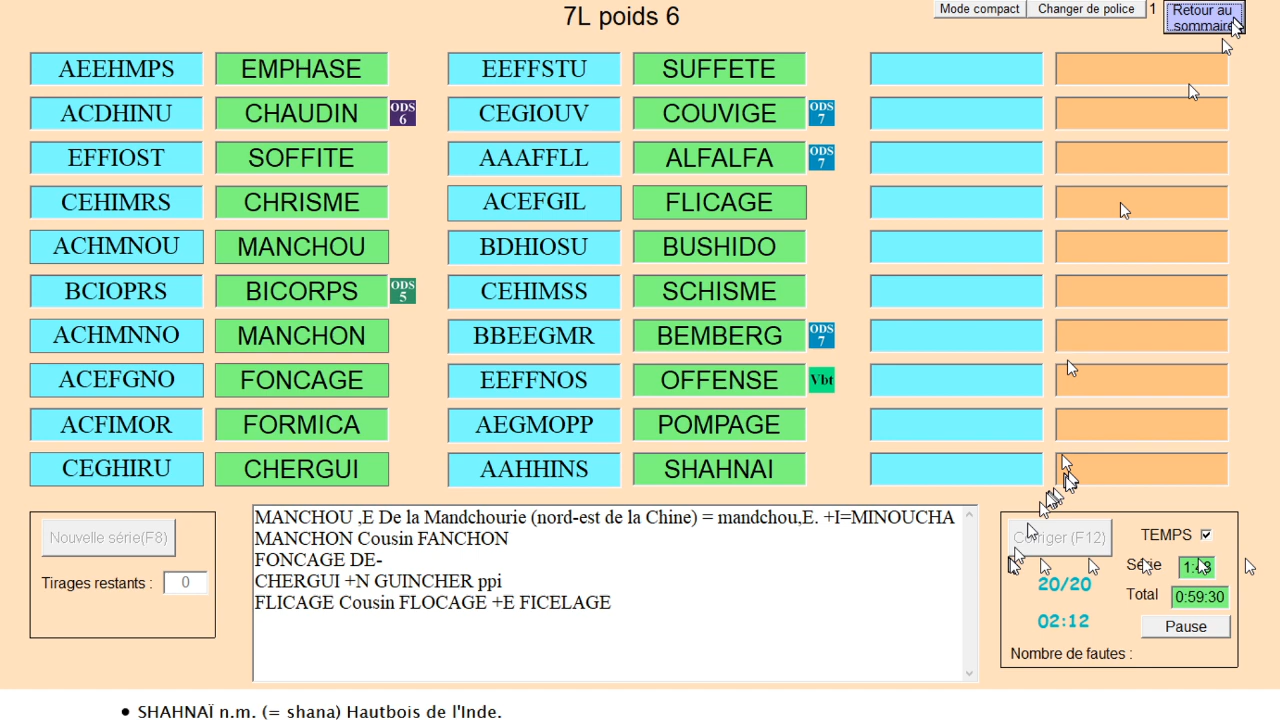 7L poids 6
Mode compact Changer de police 1 Retour au
sommaire
AEEHMPS EMPHASE EEFFSTU SUFFETE
ACDHINU CHAUDIN ODS 6 CEGIOUV COUVIGE ODS 7
EFFIOST SOFFITE AAAFFLL ALFALFA ODS 7
CEHIMRS CHRISME ACEFGIL FLICAGE
ACHMNOU MANCHOU BDHIOSU BUSHIDO
BCIOPRS BICORPS ODS 5 CEHIMSS SCHISME
ACHMNNO MANCHON BBEEGMR BEMBERG ODS 7
ACEFGNO FONCAGE EEFFNOS OFFENSE Vbt
ACFIMOR FORMICA AEGMOPP POMPAGE
CEGHIRU CHERGUI AAHHINS SHAHNAI
Nouvelle série(F8)
Tirages restants : 0
MANCHOU ,E De la Mandchourie (nord-est de la Chine) = mandchou,E. +I=MINOUCHA
MANCHON Cousin FANCHON
FONCAGE DE-
CHERGUI +N GUINCHER ppi
FLICAGE Cousin FLOCAGE +E FICELAGE
Corriger (F12) TEMPS
Série
20/20 Total 0:59:30
02:12 Pause
Nombre de fautes :
• SHAHNAÏ n.m. (= shana) Hautbois de l'Inde.